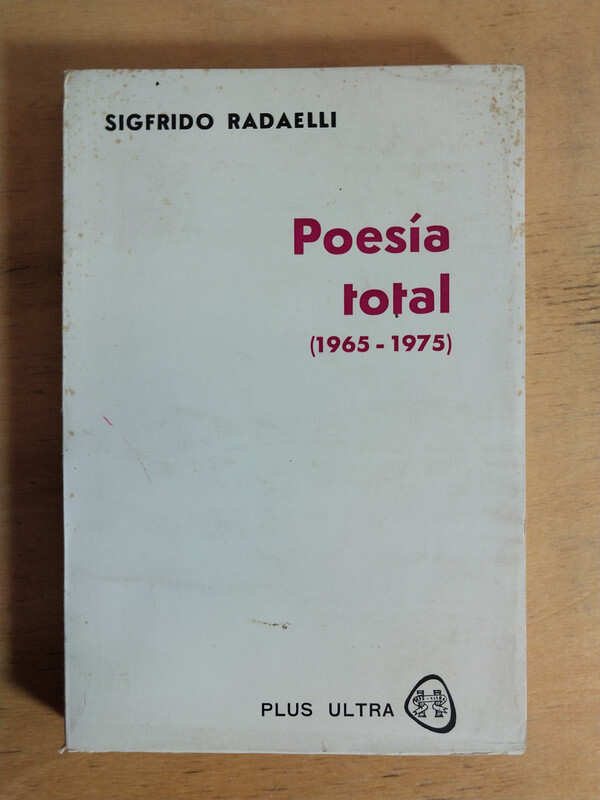 SIGFRIDO RADAELLI
Poesía
total
(1965 - 1975)
PLUS ULTRA